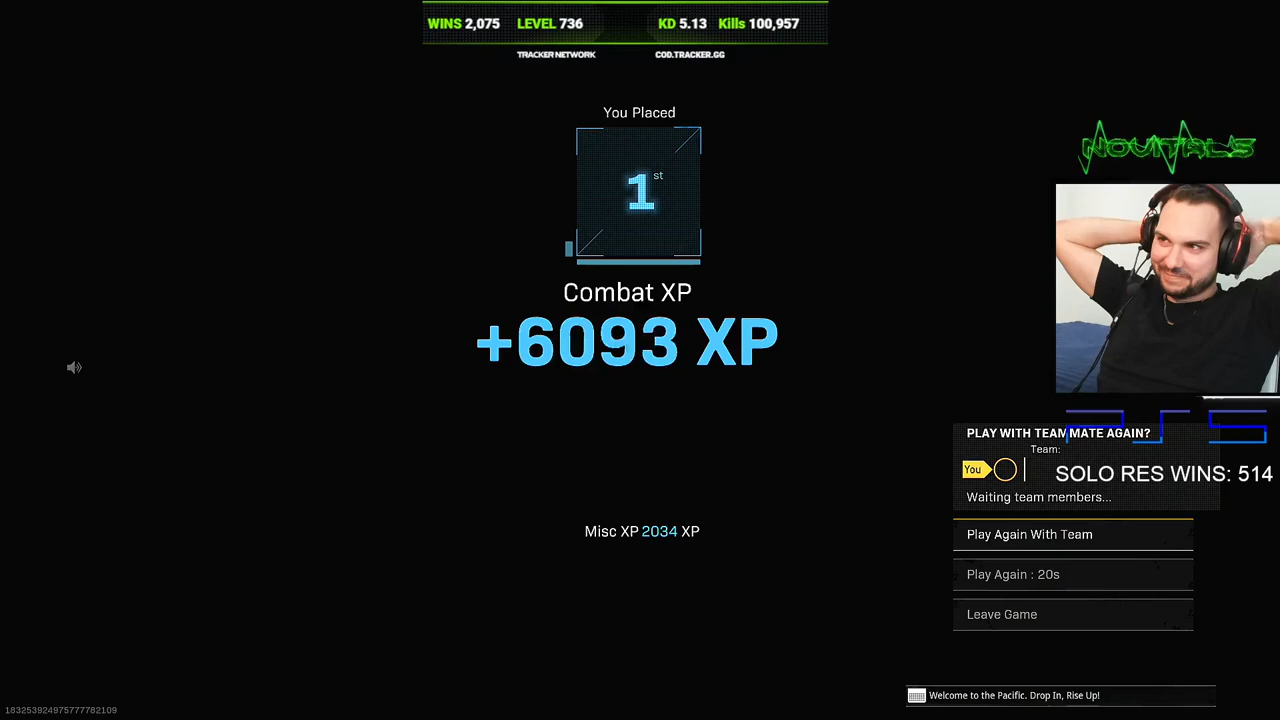 WINS 2,075 LEVEL 736 KD 5.13 Kills 100,957
TRACKER NETWORK COD.TRACKER.GG
You Placed
1st
NOVITALS
Combat XP
+6093 XP
PLAY WITH TEAMMATE AGAIN?
Team:
You
SOLO RES WINS: 514
Waiting team members...
Misc XP 2034 XP
Play Again With Team
Play Again : 20s
Leave Game
Welcome to the Pacific. Drop In, Rise Up!
18325392497577782109